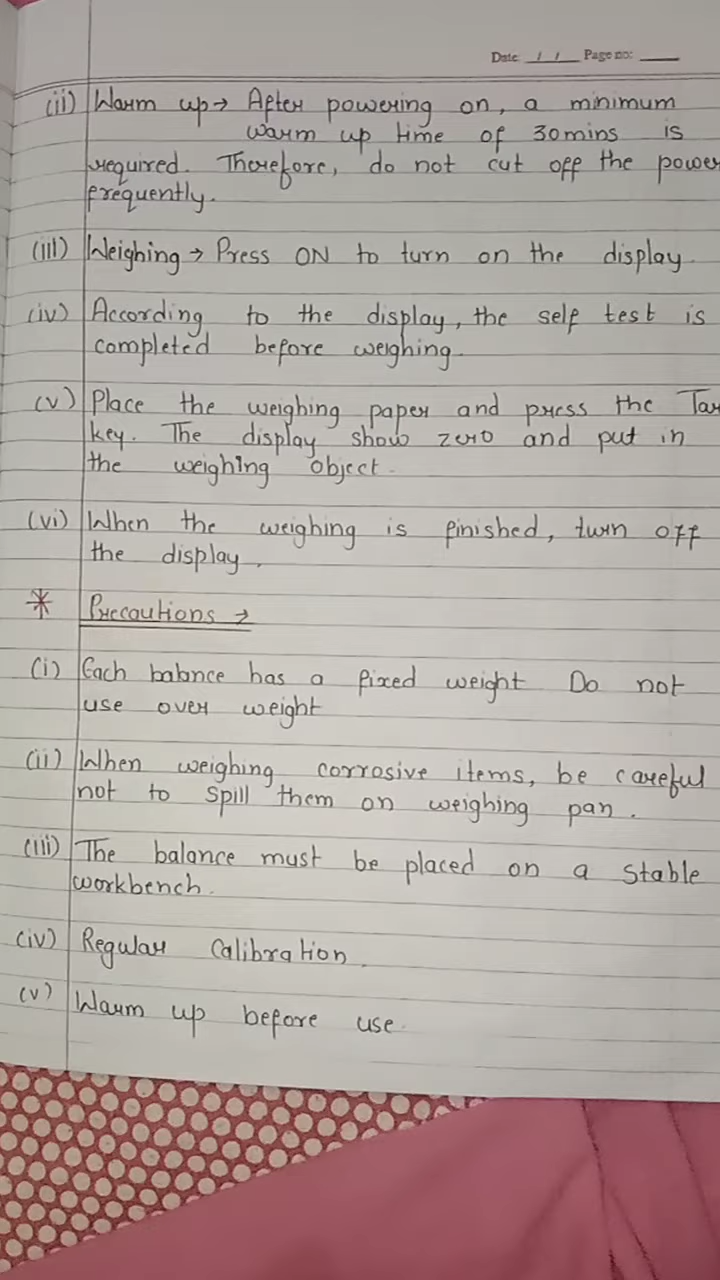 Date: / / Page no:
(ii) Warm up → After powering on, a minimum
warm up time of 30mins is
required. Therefore, do not cut off the power
frequently.
(iii) Weighing → Press ON to turn on the display.
(iv) According to the display, the self test is
completed before weighing.
(v) Place the weighing paper and press the Tar
key. The display show zero and put in
the weighing object.
(vi) When the weighing is finished, turn off
the display.
* Precautions →
(i) Each balance has a fixed weight Do not
use over weight
(ii) When weighing corrosive items, be careful
not to spill them on weighing pan.
(iii) The balance must be placed on a stable
workbench.
(iv) Regular Calibration.
(v) Warm up before use.